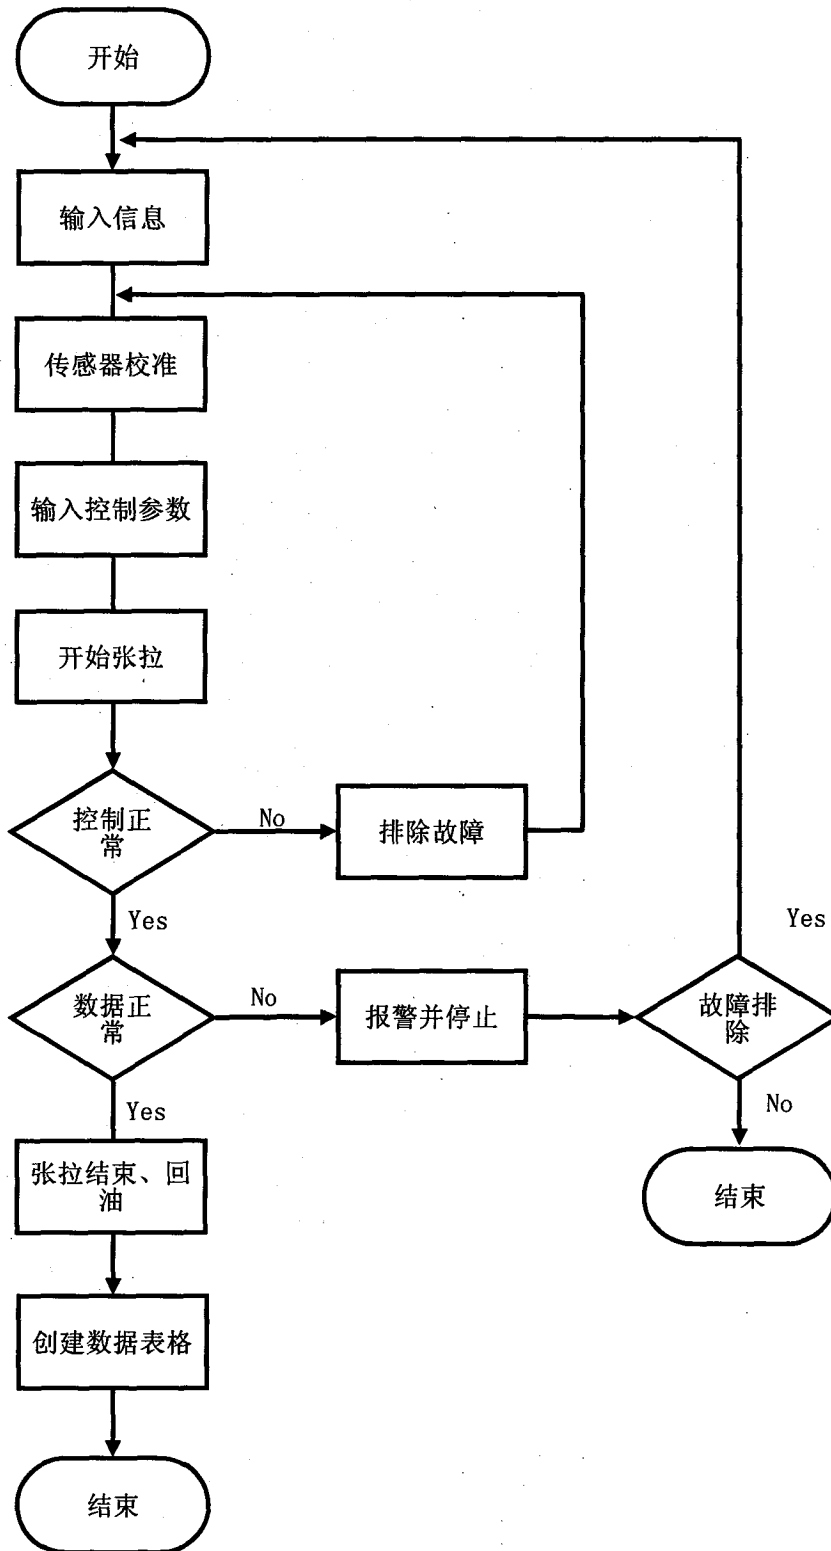 开始
输入信息
传感器校准
输入控制参数
开始张拉
控制正
常
No
排除故障
Yes
Yes
数据正
常
No
报警并停止
故障排
除
Yes
No
张拉结束、回
油
结束
创建数据表格
结束